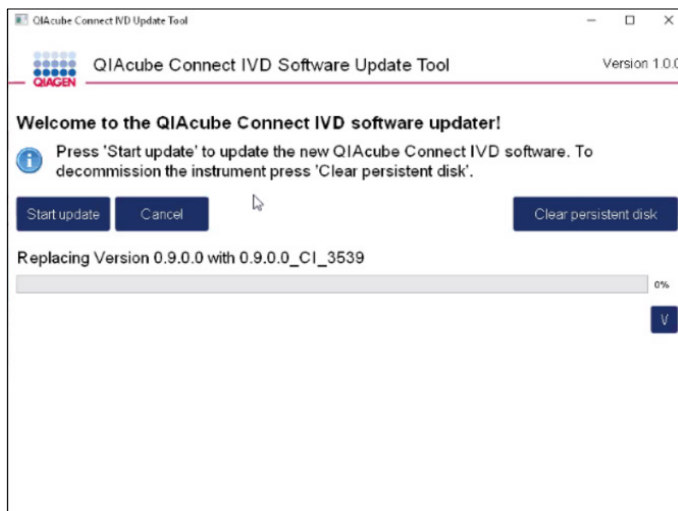 QIAcube Connect IVD Update Tool
QIAGEN
QIAcube Connect IVD Software Update Tool
Version 1.0.0
Welcome to the QIAcube Connect IVD software updater!
Press 'Start update' to update the new QIAcube Connect IVD software. To
decommission the instrument press 'Clear persistent disk'.
Start update
Cancel
Clear persistent disk
Replacing Version 0.9.0.0 with 0.9.0.0_CI_3539
0%
V